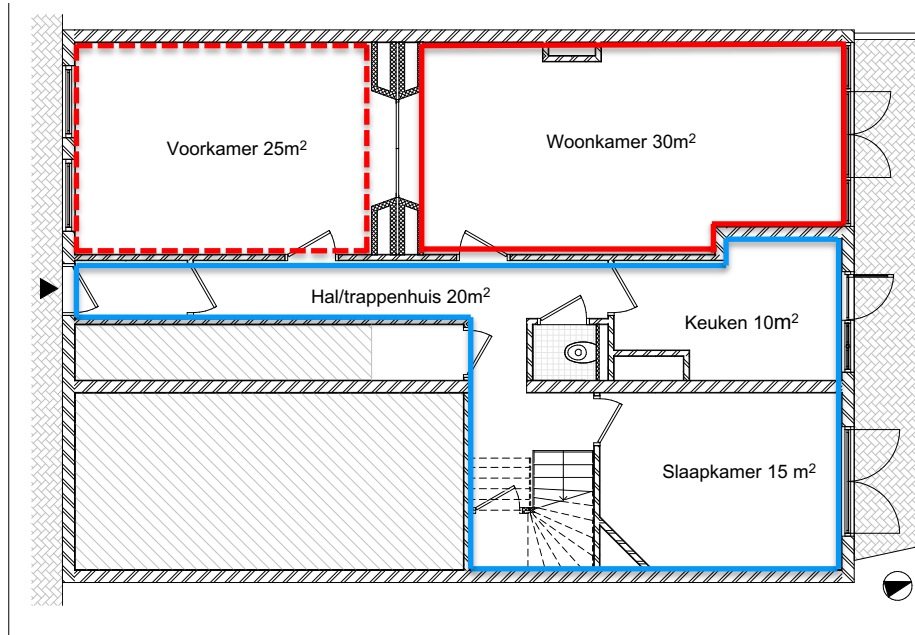 Voorkamer 25m²
Woonkamer 30m²
Hal/trappenhuis 20m²
Keuken 10m²
Slaapkamer 15 m²